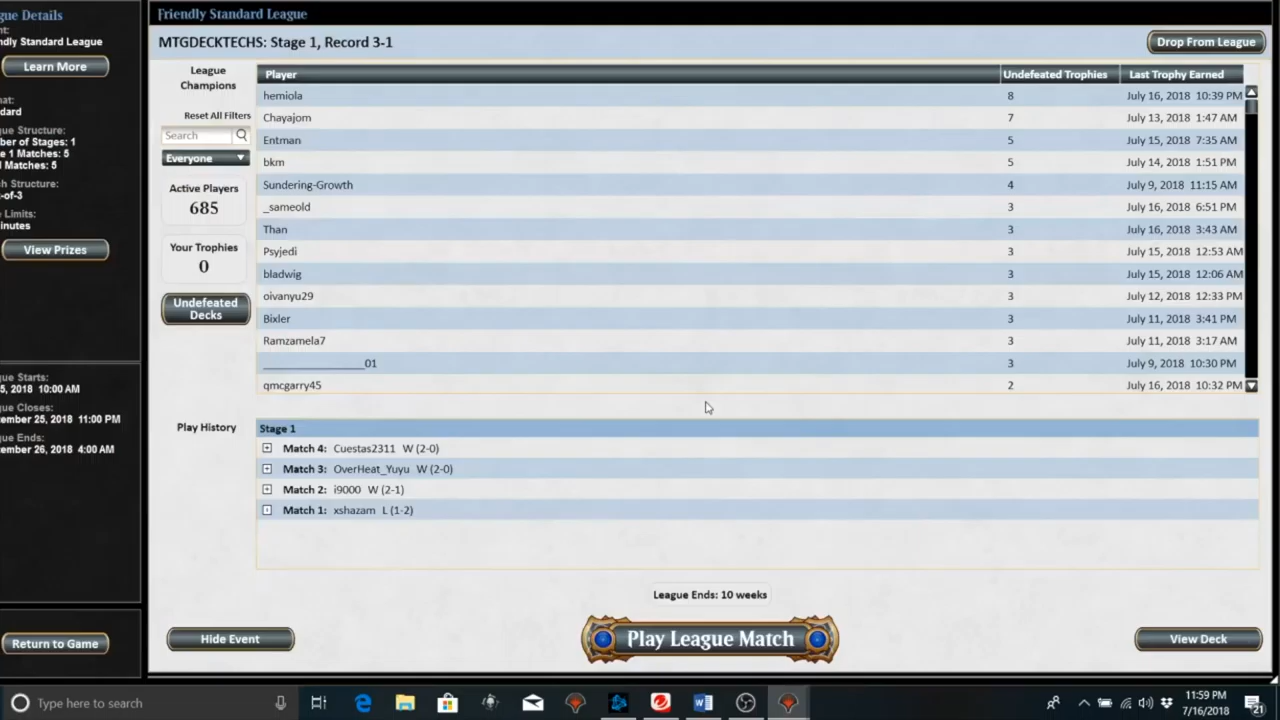 gue Details
nt:
ndly Standard League
Learn More
nat:
dard
gue Structure:
ber of Stages: 1
e 1 Matches: 5
l Matches: 5
h Structure:
-of-3
e Limits:
inutes
View Prizes
gue Starts:
5, 2018 10:00 AM
gue Closes:
tember 25, 2018 11:00 PM
gue Ends:
tember 26, 2018 4:00 AM
Return to Game
Friendly Standard League
MTGDECKTECHS: Stage 1, Record 3-1
Drop From League
League
Champions
Reset All Filters
Search
Everyone
Active Players
685
Your Trophies
0
Undefeated
Decks
Player Undefeated Trophies Last Trophy Earned
hemiola 8 July 16, 2018 10:39 PM
Chayajom 7 July 13, 2018 1:47 AM
Entman 5 July 15, 2018 7:35 AM
bkm 5 July 14, 2018 1:51 PM
Sundering-Growth 4 July 9, 2018 11:15 AM
_sameold 3 July 16, 2018 6:51 PM
Than 3 July 16, 2018 3:43 AM
Psyjedi 3 July 15, 2018 12:53 AM
bladwig 3 July 15, 2018 12:06 AM
oivanyu29 3 July 12, 2018 12:33 PM
Bixler 3 July 11, 2018 3:41 PM
Ramzamela7 3 July 11, 2018 3:17 AM
__________________01 3 July 9, 2018 10:30 PM
qmcgarry45 2 July 16, 2018 10:32 PM
Play History
Stage 1
Match 4: Cuestas2311 W (2-0)
Match 3: OverHeat_Yuyu W (2-0)
Match 2: i9000 W (2-1)
Match 1: xshazam L (1-2)
League Ends: 10 weeks
Hide Event
Play League Match
View Deck
Type here to search
11:59 PM
7/16/2018
21